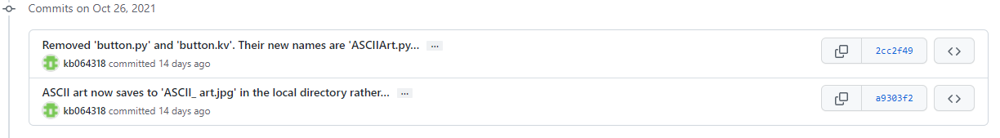 Commits on Oct 26, 2021
Removed 'button.py' and 'button.kv'. Their new names are 'ASCIIArt.py... ...
2cc2f49
kb064318 committed 14 days ago
ASCII art now saves to 'ASCII_ art.jpg' in the local directory rather... ...
a9303f2
kb064318 committed 14 days ago